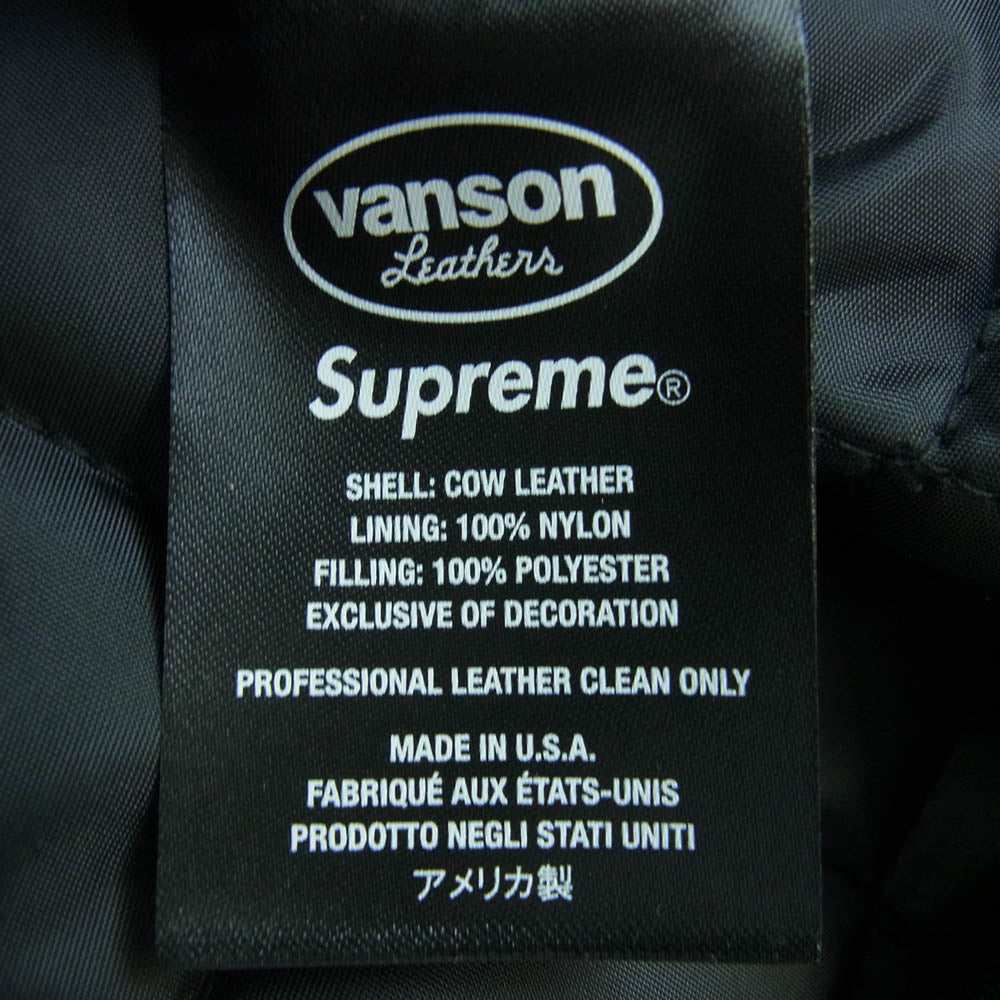 vanson
Leathers
Supreme®
SHELL: COW LEATHER
LINING: 100% NYLON
FILLING: 100% POLYESTER
EXCLUSIVE OF DECORATION
PROFESSIONAL LEATHER CLEAN ONLY
MADE IN U.S.A.
FABRIQUÉ AUX ÉTATS-UNIS
PRODOTTO NEGLI STATI UNITI
アメリカ製